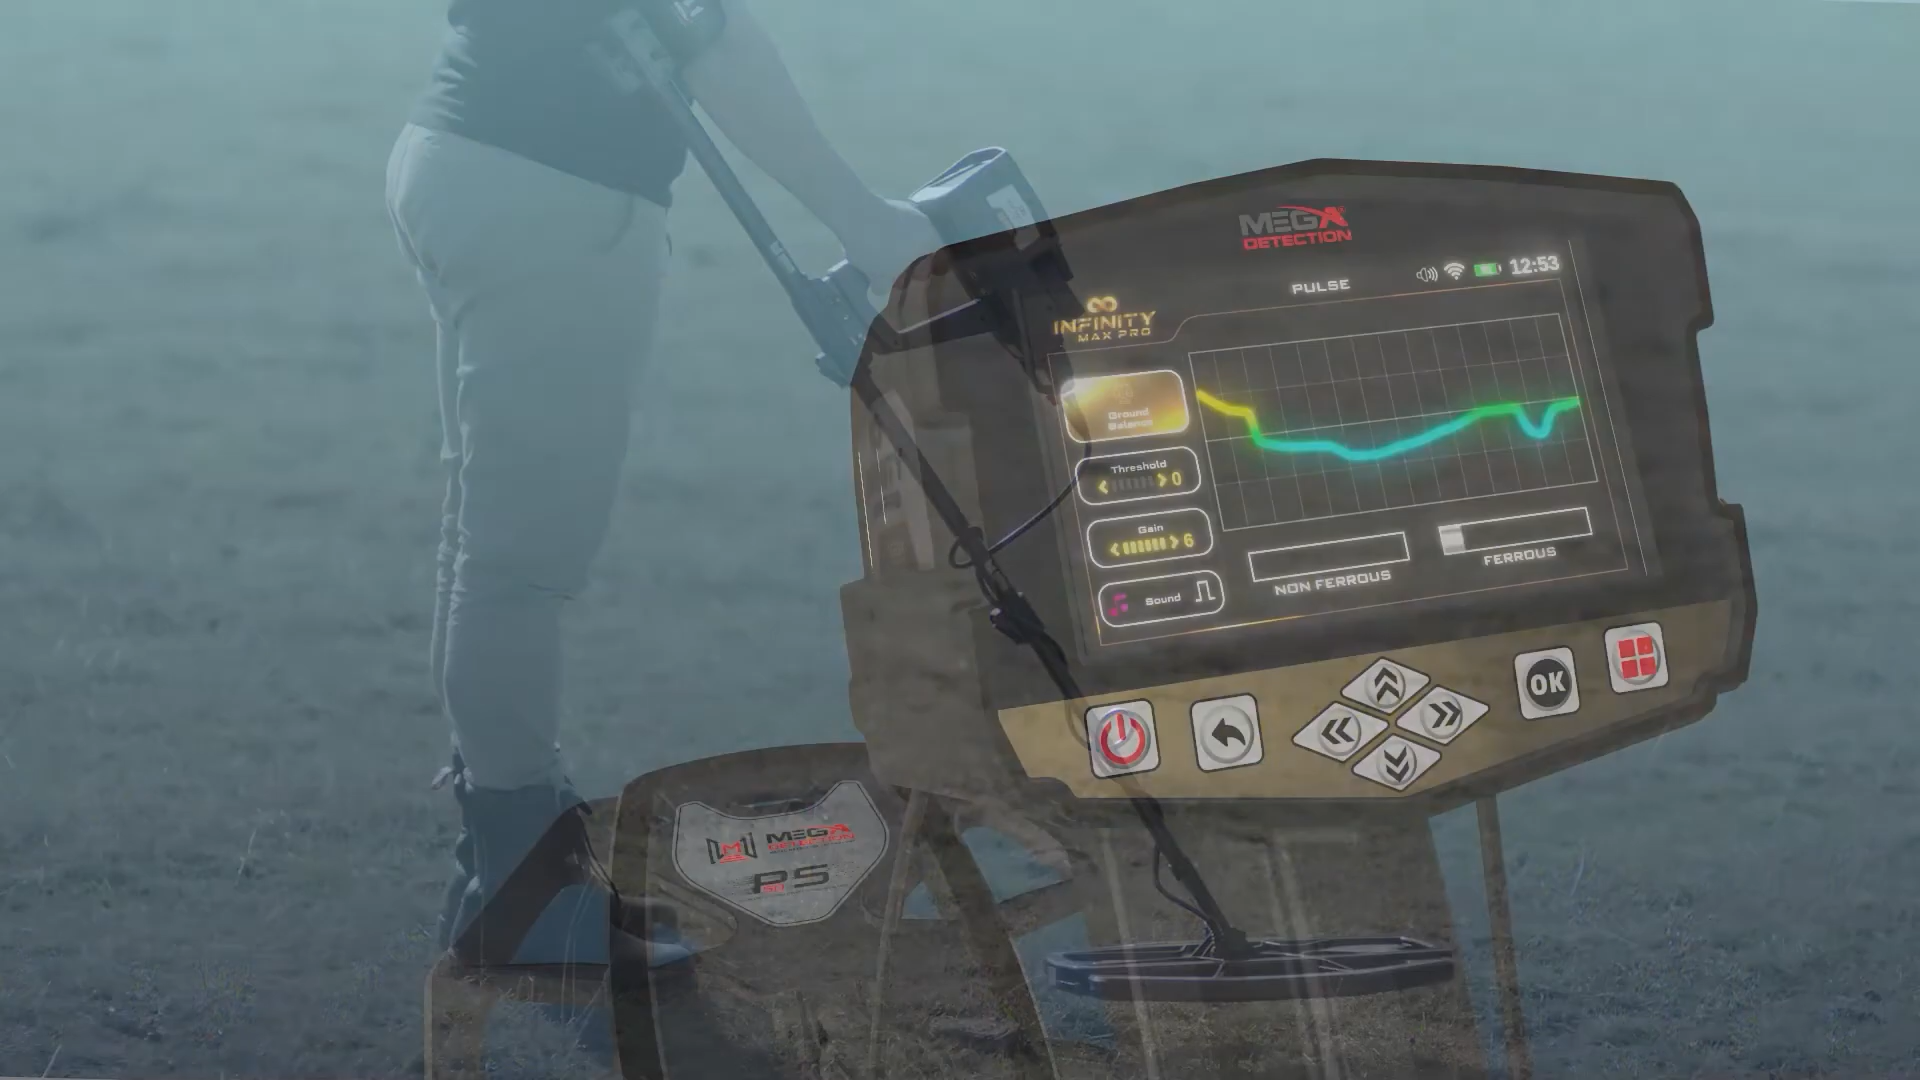 MEGA
DETECTION
12:53
PULSE
INFINITY
MAX PRO
Ground
Balance
Threshold
0
Gain
6
Sound
NON FERROUS
FERROUS
OK
MEGA
DETECTION